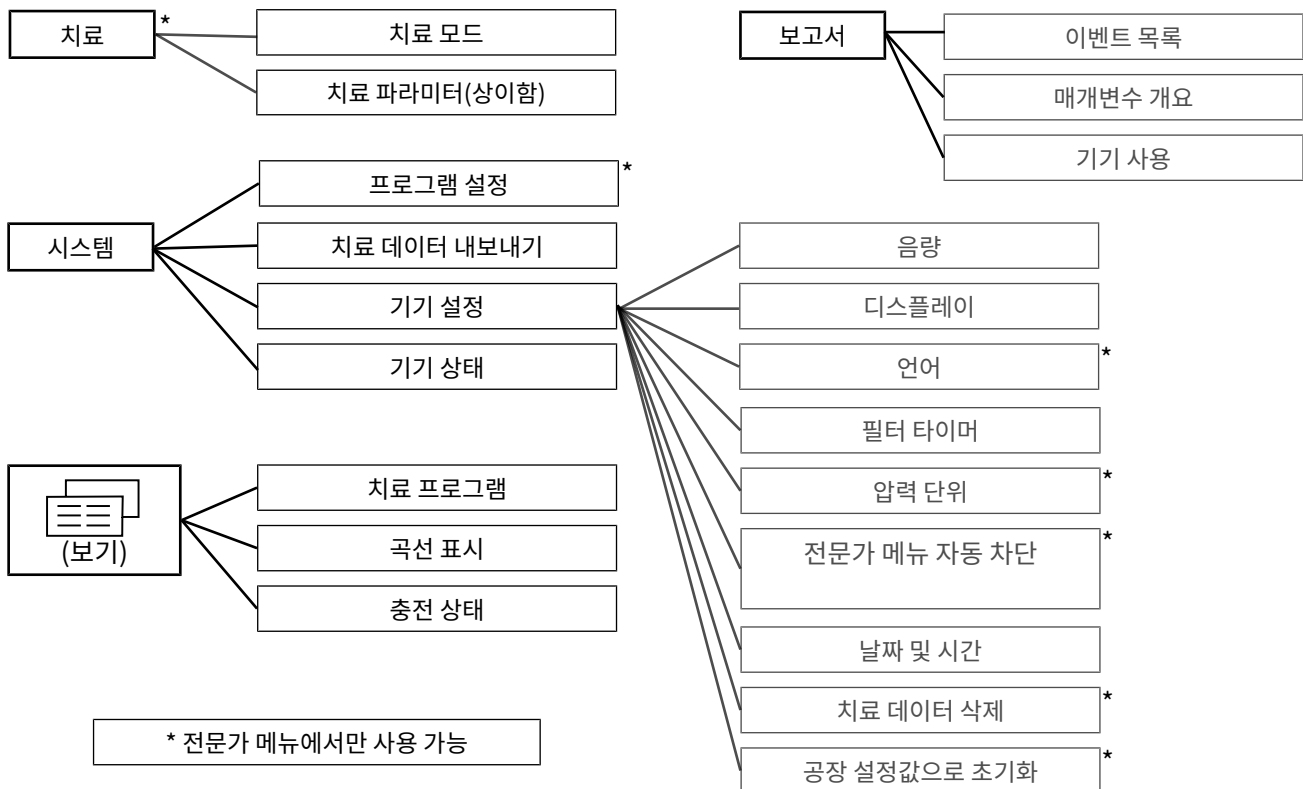 치료
*
치료 모드
치료 파라미터(상이함)
보고서
이벤트 목록
매개변수 개요
기기 사용
시스템
프로그램 설정
*
치료 데이터 내보내기
기기 설정
기기 상태
음량
디스플레이
언어
*
필터 타이머
압력 단위
*
전문가 메뉴 자동 차단
*
날짜 및 시간
치료 데이터 삭제
*
공장 설정값으로 초기화
*
(보기)
치료 프로그램
곡선 표시
충전 상태
* 전문가 메뉴에서만 사용 가능